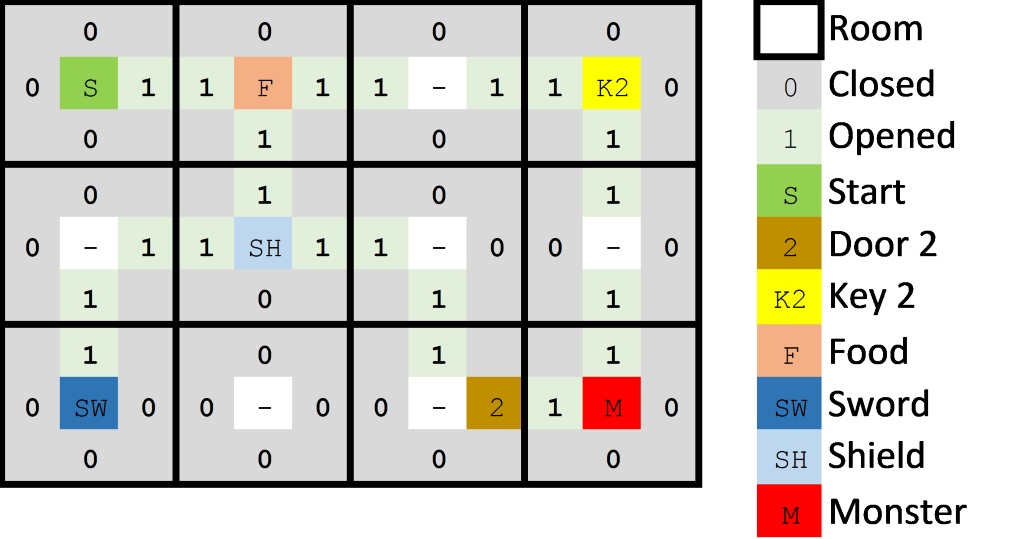 0 0 0 0
0 S 1 1 F 1 1 - 1 1 K2 0
0 1 0 1
0 1 0 1
0 - 1 1 SH 1 1 - 0 0 - 0
1 0 1 1
1 0 1 1
0 SW 0 0 - 0 0 - 2 1 M 0
0 0 0 0
Room
0 Closed
1 Opened
S Start
2 Door 2
K2 Key 2
F Food
SW Sword
SH Shield
M Monster